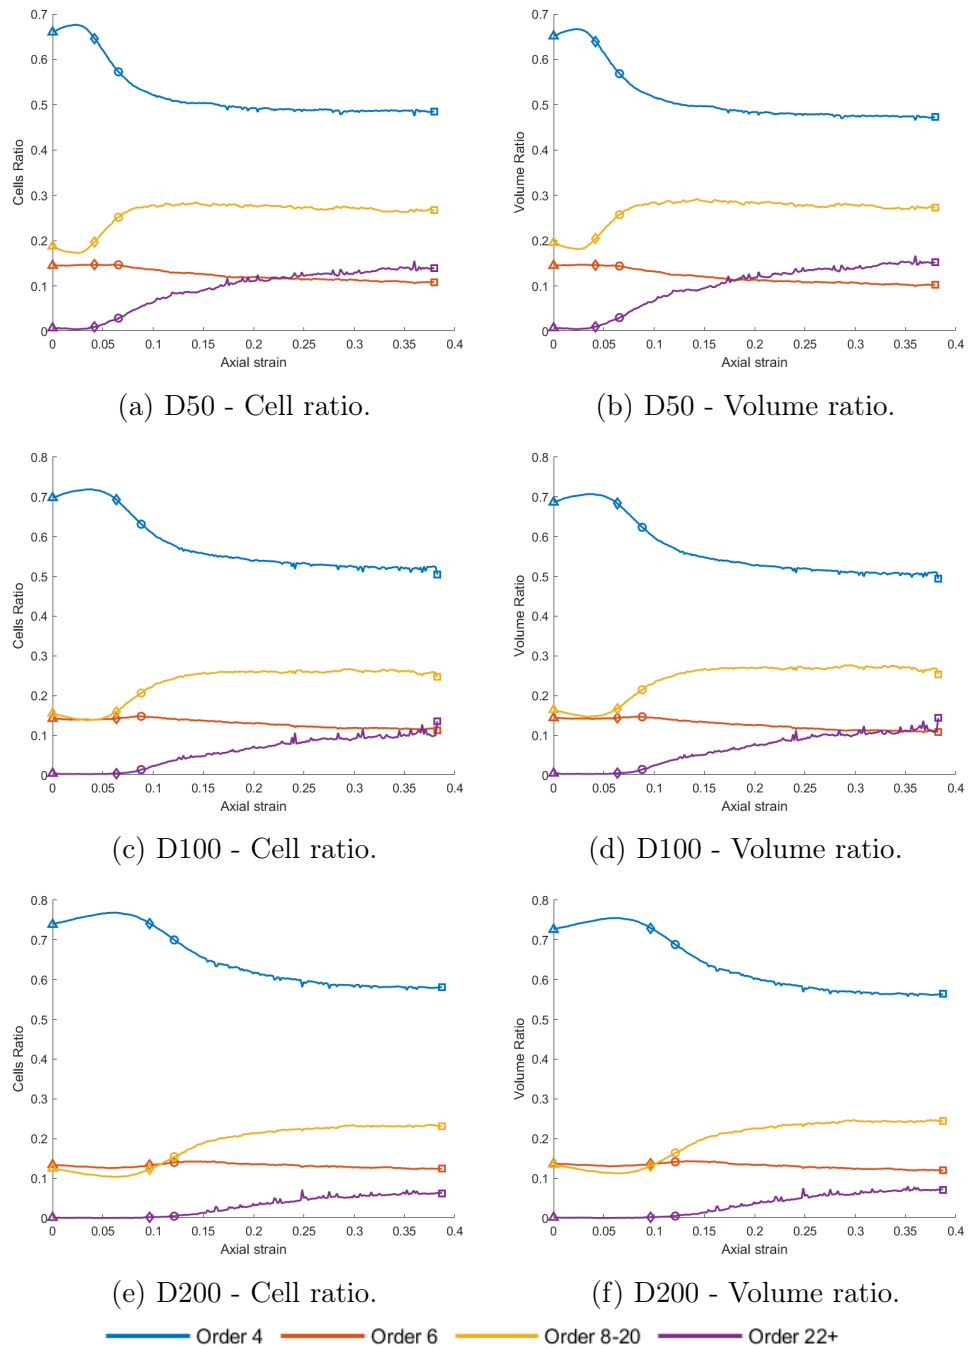 0.7
0.6
0.5
0.4
0.3
0.2
0.1
0
Cells Ratio
0 0.05 0.1 0.15 0.2 0.25 0.3 0.35 0.4
Axial strain
(a) D50 - Cell ratio.
0.7
0.6
0.5
0.4
0.3
0.2
0.1
0
Volume Ratio
0 0.05 0.1 0.15 0.2 0.25 0.3 0.35 0.4
Axial strain
(b) D50 - Volume ratio.
0.8
0.7
0.6
0.5
0.4
0.3
0.2
0.1
0
Cells Ratio
0 0.05 0.1 0.15 0.2 0.25 0.3 0.35 0.4
Axial strain
(c) D100 - Cell ratio.
0.8
0.7
0.6
0.5
0.4
0.3
0.2
0.1
0
Volume Ratio
0 0.05 0.1 0.15 0.2 0.25 0.3 0.35 0.4
Axial strain
(d) D100 - Volume ratio.
0.8
0.7
0.6
0.5
0.4
0.3
0.2
0.1
0
Cells Ratio
0 0.05 0.1 0.15 0.2 0.25 0.3 0.35 0.4
Axial strain
(e) D200 - Cell ratio.
0.8
0.7
0.6
0.5
0.4
0.3
0.2
0.1
0
Volume Ratio
0 0.05 0.1 0.15 0.2 0.25 0.3 0.35 0.4
Axial strain
(f) D200 - Volume ratio.
Order 4 Order 6 Order 8-20 Order 22+